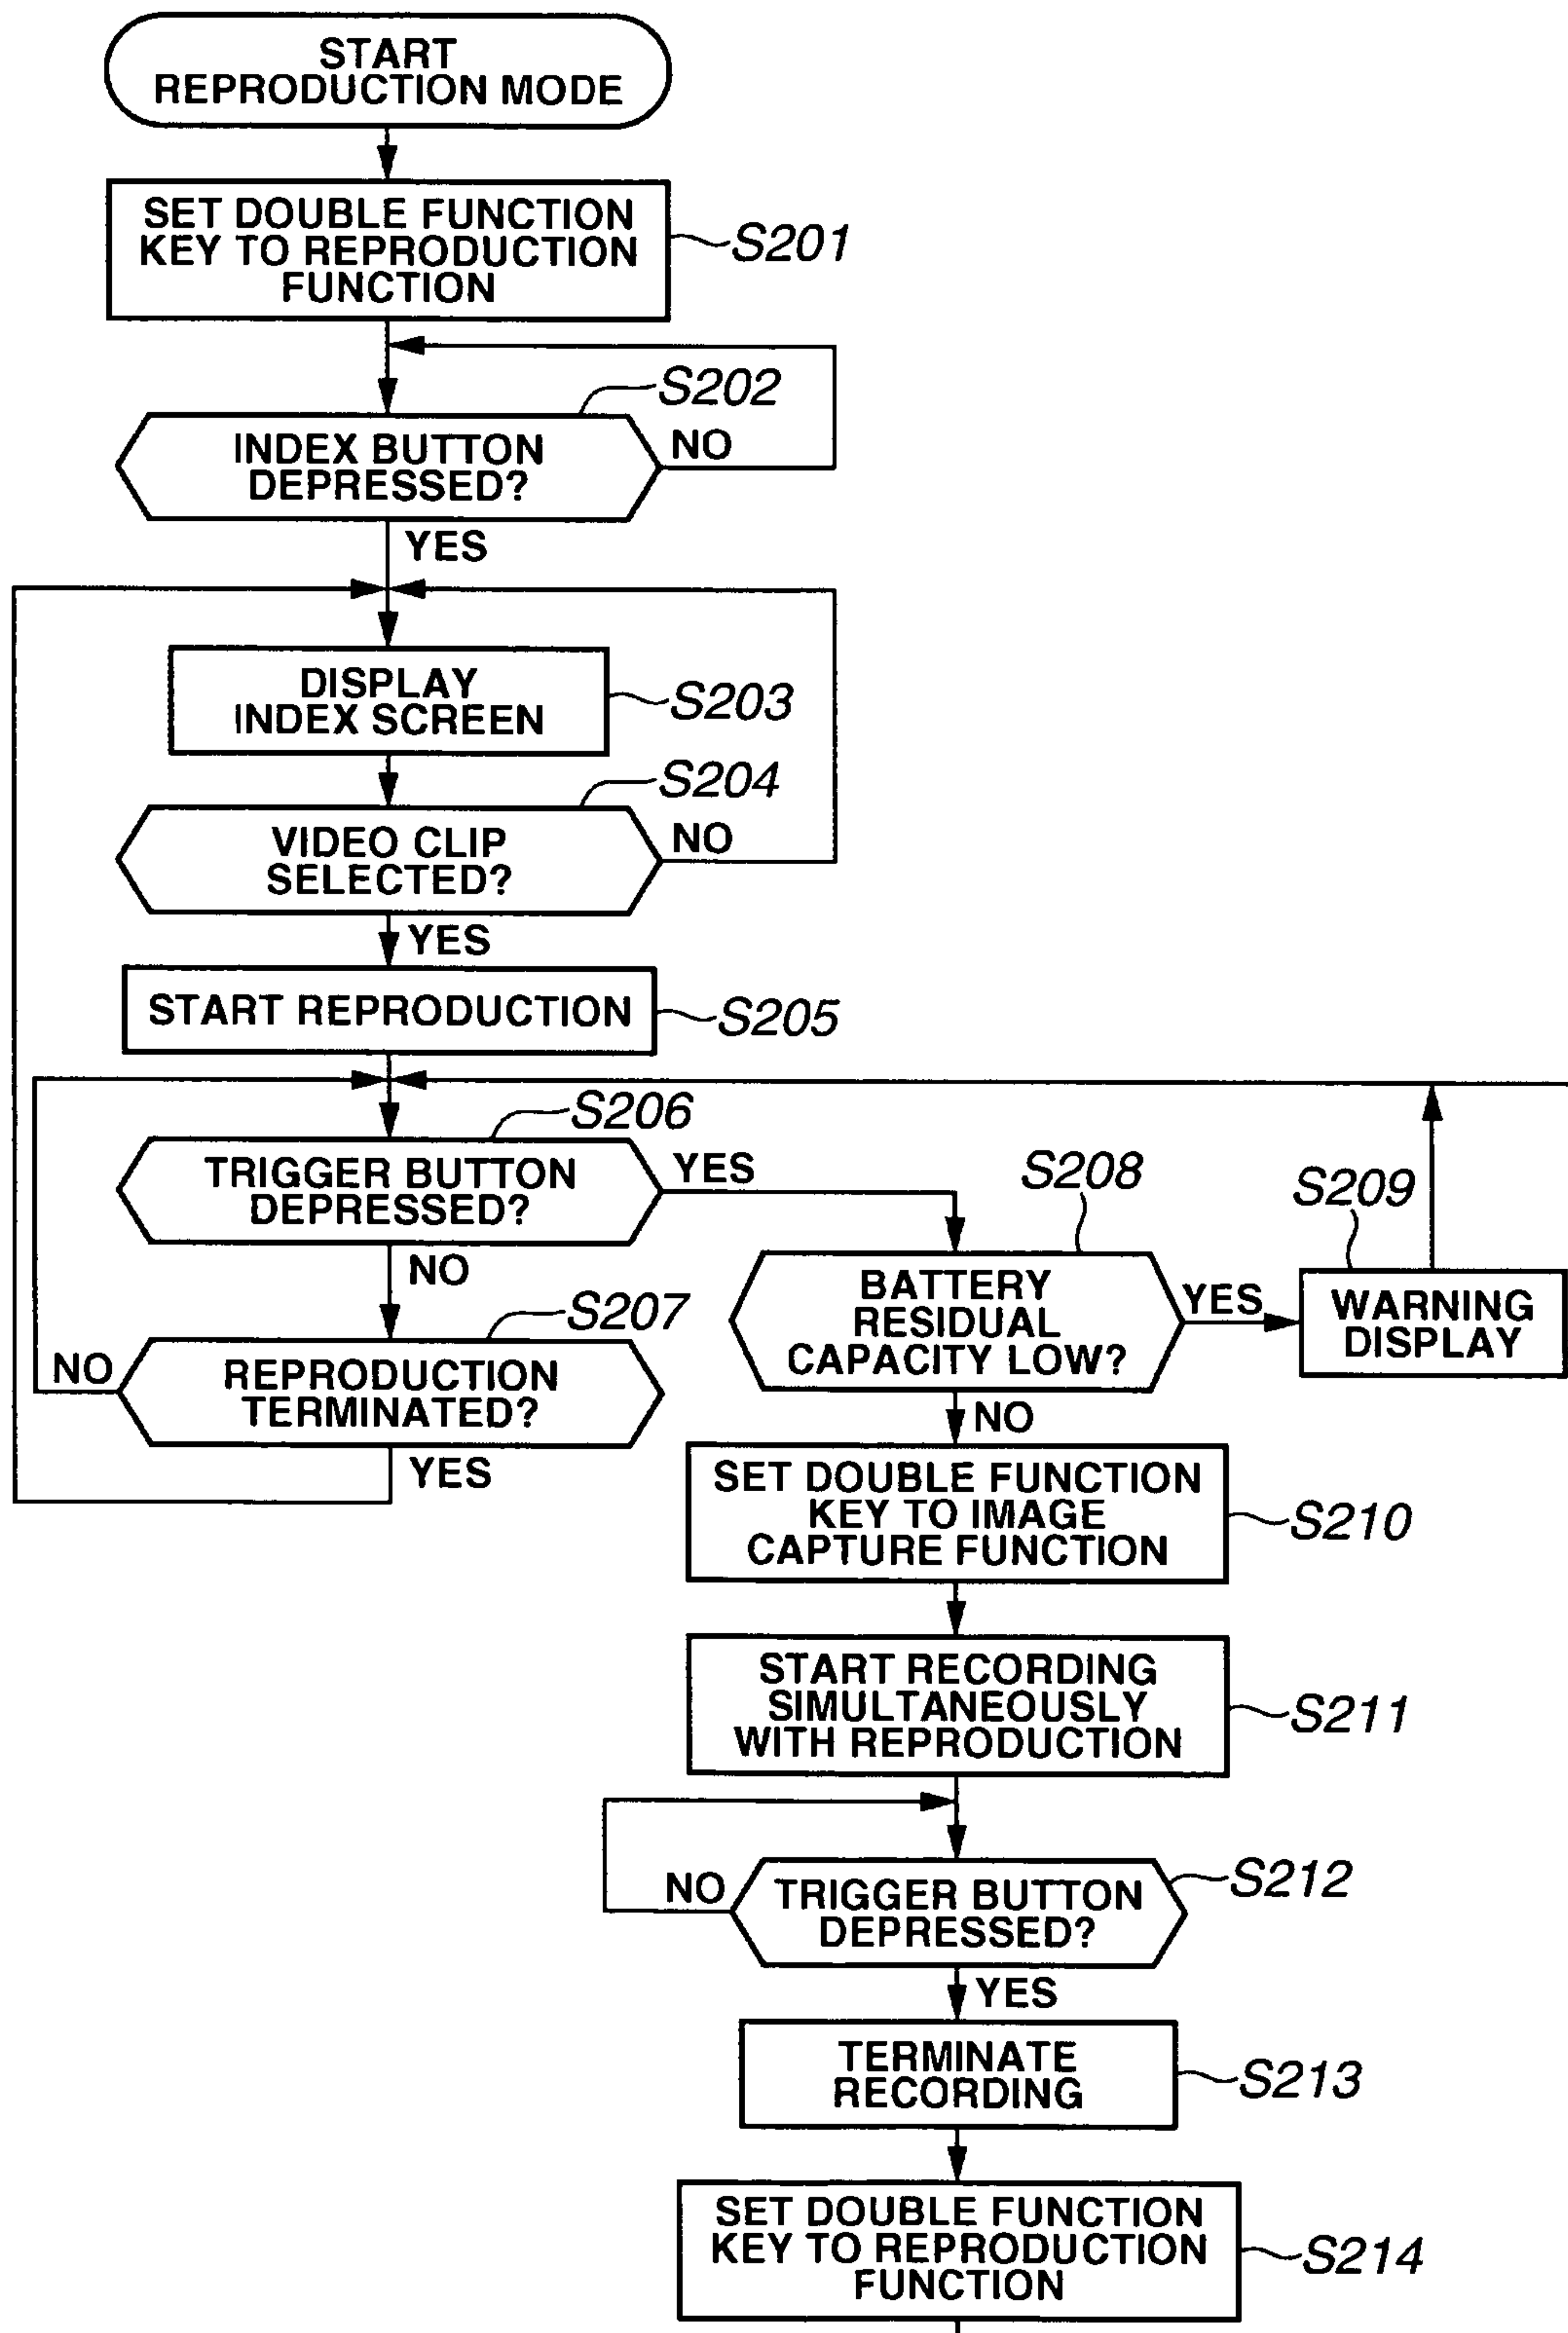 START
REPRODUCTION MODE
SET DOUBLE FUNCTION
KEY TO REPRODUCTION
FUNCTION
S201
S202
INDEX BUTTON
DEPRESSED?
NO
YES
DISPLAY
INDEX SCREEN
S203
S204
VIDEO CLIP
SELECTED?
NO
YES
START REPRODUCTION
S205
S206
TRIGGER BUTTON
DEPRESSED?
YES
NO
S207
REPRODUCTION
TERMINATED?
NO
YES
S208
BATTERY
RESIDUAL
CAPACITY LOW?
YES
NO
S209
WARNING
DISPLAY
SET DOUBLE FUNCTION
KEY TO IMAGE
CAPTURE FUNCTION
S210
START RECORDING
SIMULTANEOUSLY
WITH REPRODUCTION
S211
S212
TRIGGER BUTTON
DEPRESSED?
NO
YES
TERMINATE
RECORDING
S213
SET DOUBLE FUNCTION
KEY TO REPRODUCTION
FUNCTION
S214